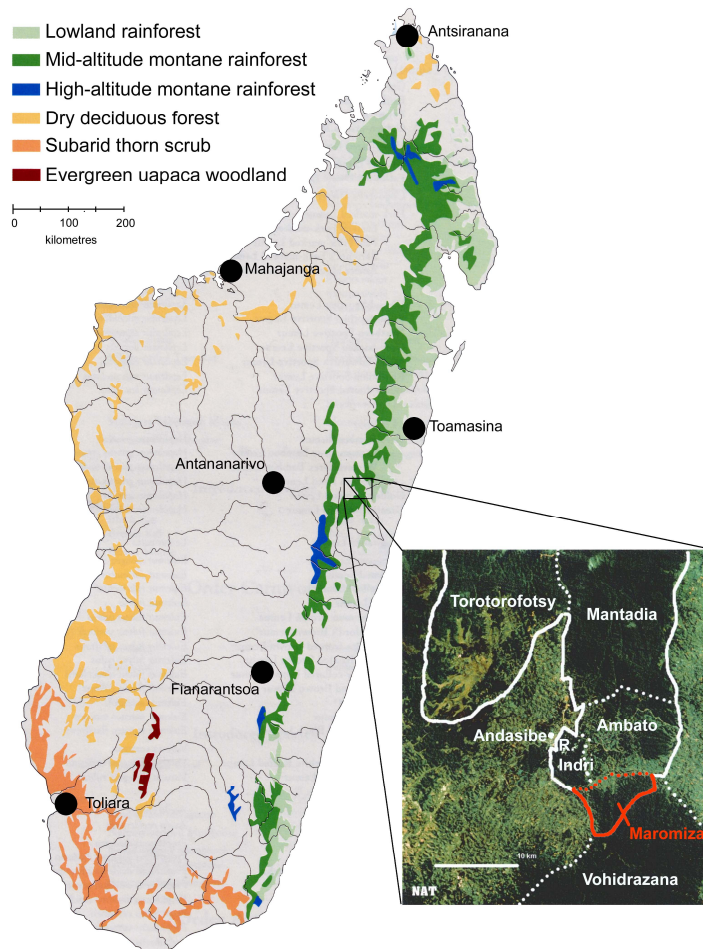 Lowland rainforest
Mid-altitude montane rainforest
High-altitude montane rainforest
Dry deciduous forest
Subarid thorn scrub
Evergreen uapaca woodland
0 100 200
kilometres
Antsiranana
Mahajanga
Toamasina
Antananarivo
Fianarantsoa
Toliara
Torotorofotsy
Mantadia
Andasibe
Ambato
R.
Indri
Maromiza
10 km
Vohidrazana
NAT